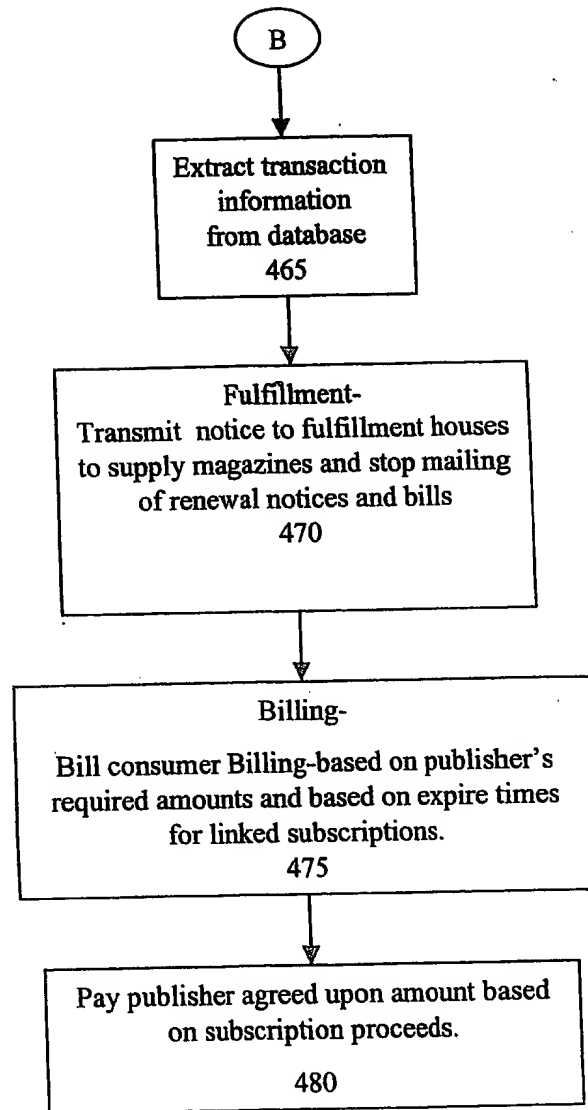 B
Extract transaction
information
from database
465
Fulfillment-
Transmit notice to fulfillment houses
to supply magazines and stop mailing
of renewal notices and bills
470
Billing-
Bill consumer Billing-based on publisher's
required amounts and based on expire times
for linked subscriptions.
475
Pay publisher agreed upon amount based
on subscription proceeds.
480